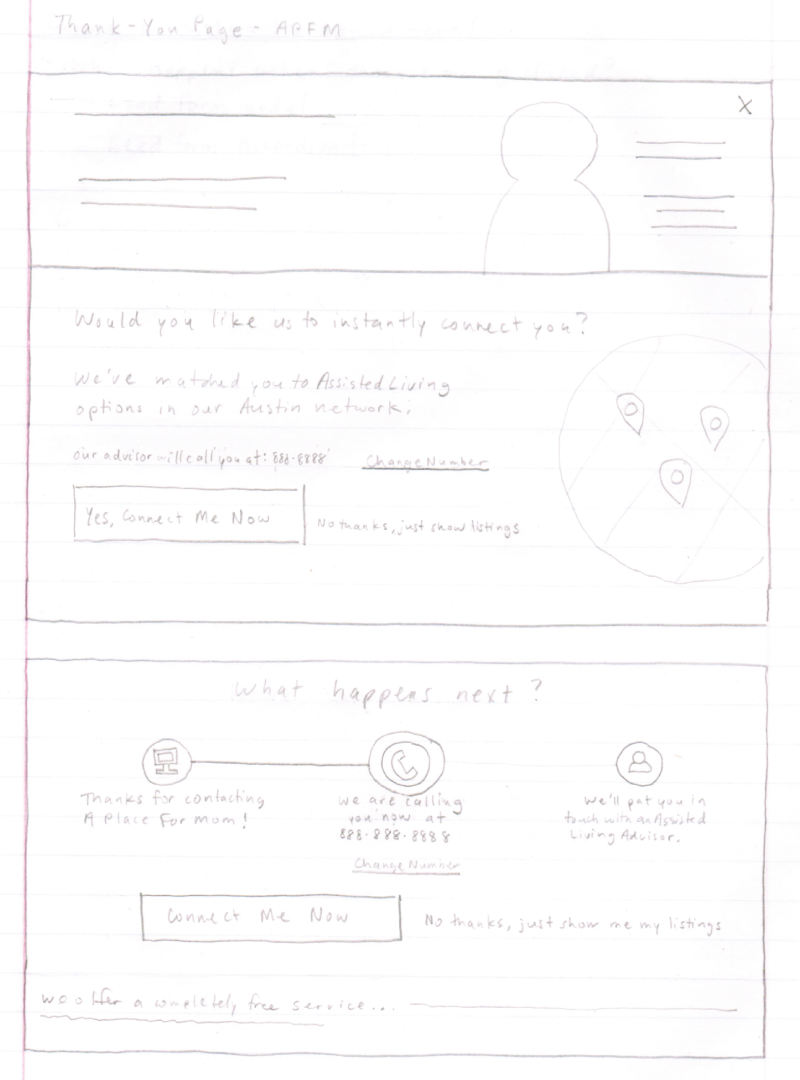 Thank-You Page - APFM
X
Would you like us to instantly connect you?
We've matched you to Assisted Living
options in our Austin network.
our advisor will call you at: 888-8888 Change Number
Yes, Connect Me Now
No thanks, just show listings
What happens next?
Thanks for contacting
A Place For Mom!
we are calling
you now at
888-888-8888
Change Number
We'll put you in
touch with an Assisted
Living Advisor.
Connect Me Now
No thanks, just show me my listings
We offer a completely free service...